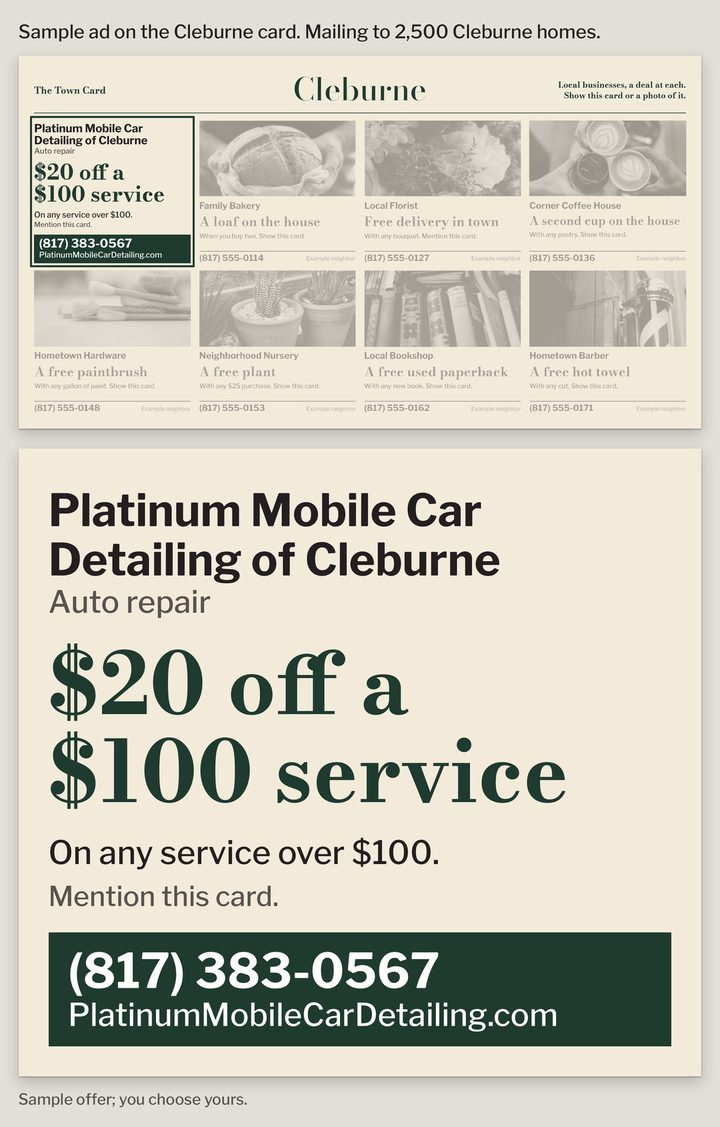 Sample ad on the Cleburne card. Mailing to 2,500 Cleburne homes.
The Town Card
Cleburne
Local businesses, a deal at each.
Show this card or a photo of it.
Platinum Mobile Car
Detailing of Cleburne
Auto repair
$20 off a
$100 service
On any service over $100.
Mention this card.
(817) 383-0567
PlatinumMobileCarDetailing.com
Family Bakery
A loaf on the house
When you buy two. Show this card.
(817) 555-0114
Example neighbor
Local Florist
Free delivery in town
With any bouquet. Mention this card.
(817) 555-0127
Example neighbor
Corner Coffee House
A second cup on the house
With any pastry. Show this card.
(817) 555-0136
Example neighbor
Hometown Hardware
A free paintbrush
With any gallon of paint. Show this card.
(817) 555-0148
Example neighbor
Neighborhood Nursery
A free plant
With any $25 purchase. Show this card.
(817) 555-0153
Example neighbor
Local Bookshop
A free used paperback
With any new book. Show this card.
(817) 555-0162
Example neighbor
Hometown Barber
A free hot towel
With any cut. Show this card.
(817) 555-0171
Example neighbor
Platinum Mobile Car
Detailing of Cleburne
Auto repair
$20 off a
$100 service
On any service over $100.
Mention this card.
(817) 383-0567
PlatinumMobileCarDetailing.com
Sample offer; you choose yours.